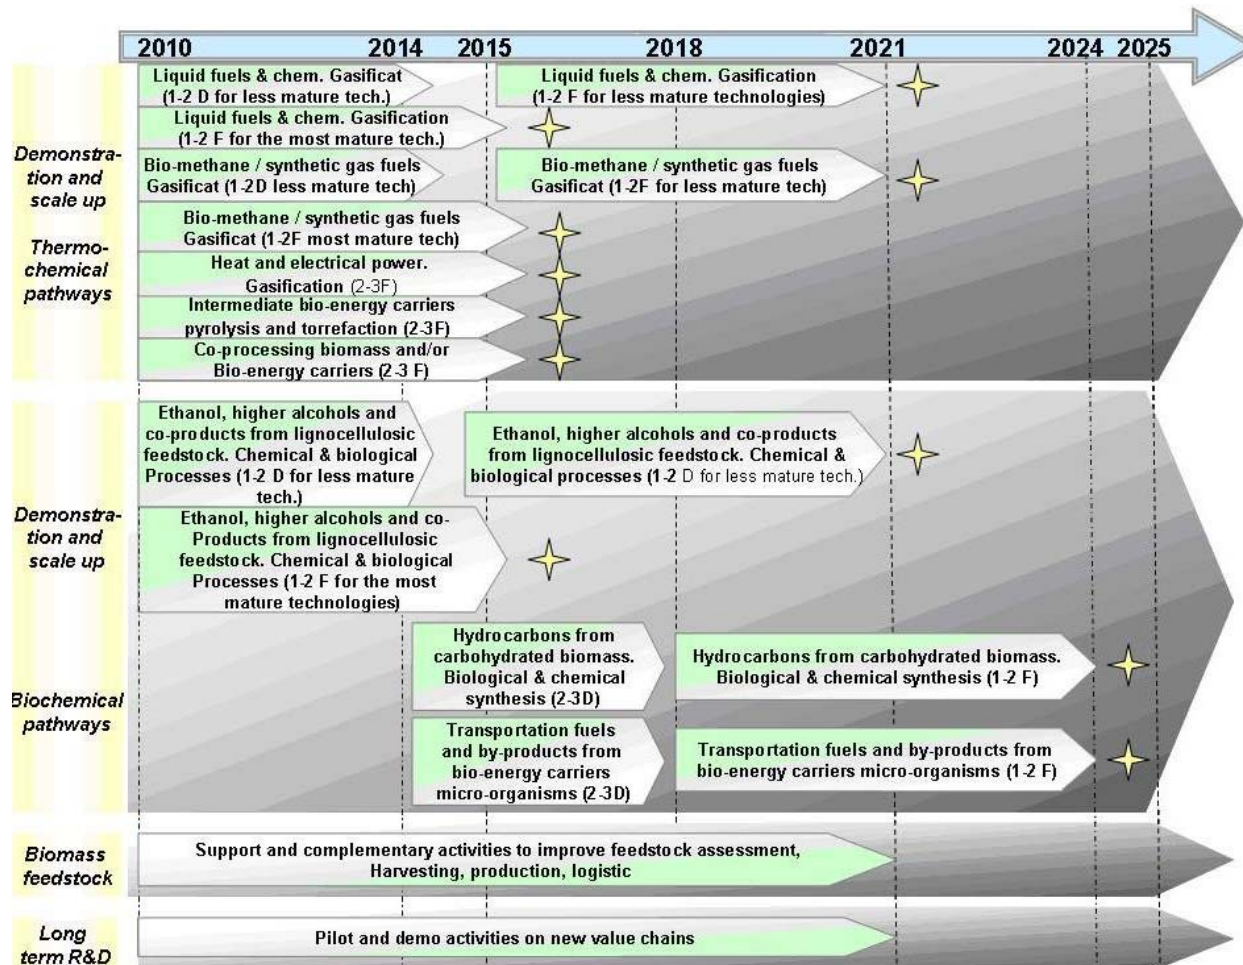 2010 2014 2015 2018 2021 2024 2025
Demonstra-
tion and
scale up
Thermo-
chemical
pathways
Liquid fuels & chem. Gasificat
(1-2 D for less mature tech.)
Liquid fuels & chem. Gasification
(1-2 F for less mature technologies)
Liquid fuels & chem. Gasification
(1-2 F for the most mature tech.)
Bio-methane / synthetic gas fuels
Gasificat (1-2D less mature tech)
Bio-methane / synthetic gas fuels
Gasificat (1-2F for less mature tech)
Bio-methane / synthetic gas fuels
Gasificat (1-2F most mature tech)
Heat and electrical power.
Gasification (2-3F)
Intermediate bio-energy carriers
pyrolysis and torrefaction (2-3F)
Co-processing biomass and/or
Bio-energy carriers (2-3 F)
Demonstra-
tion and
scale up
Biochemical
pathways
Ethanol, higher alcohols and
co-products from lignocellulosic
feedstock. Chemical & biological
Processes (1-2 D for less mature
tech.)
Ethanol, higher alcohols and co-products
from lignocellulosic feedstock. Chemical &
biological processes (1-2 D for less mature tech.)
Ethanol, higher alcohols and co-
Products from lignocellulosic
feedstock. Chemical & biological
Processes (1-2 F for the most
mature technologies)
Hydrocarbons from
carbohydrated biomass.
Biological & chemical
synthesis (2-3D)
Hydrocarbons from carbohydrated biomass.
Biological & chemical synthesis (1-2 F)
Transportation fuels
and by-products from
bio-energy carriers
micro-organisms (2-3D)
Transportation fuels and by-products from
bio-energy carriers micro-organisms (1-2 F)
Biomass
feedstock
Support and complementary activities to improve feedstock assessment,
Harvesting, production, logistic
Long
term R&D
Pilot and demo activities on new value chains